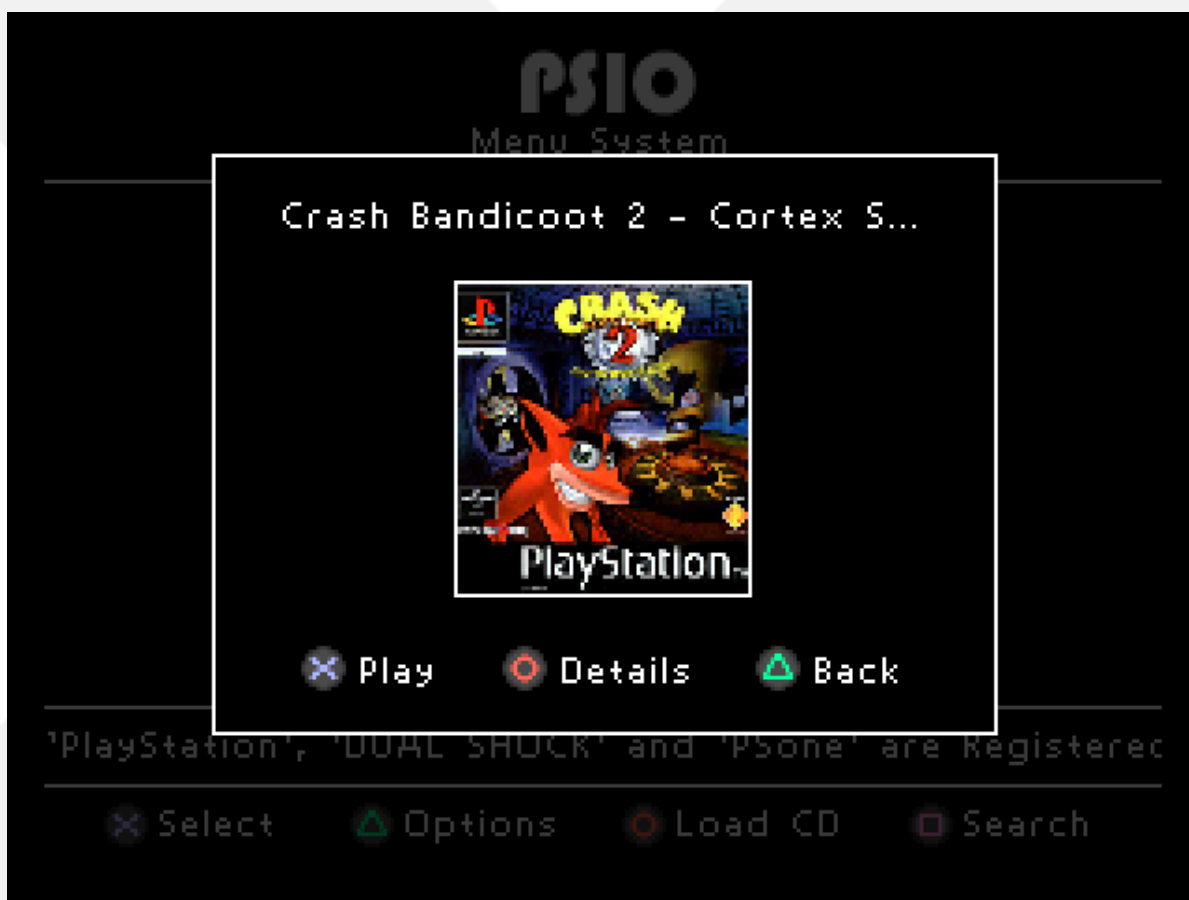 PSIO
Menu System
Crash Bandicoot 2 - Cortex S...
CRASH
2
PlayStation
Play Details Back
'PlayStation', 'DUAL SHOCK' and 'PSone' are Registered
Select Options Load CD Search